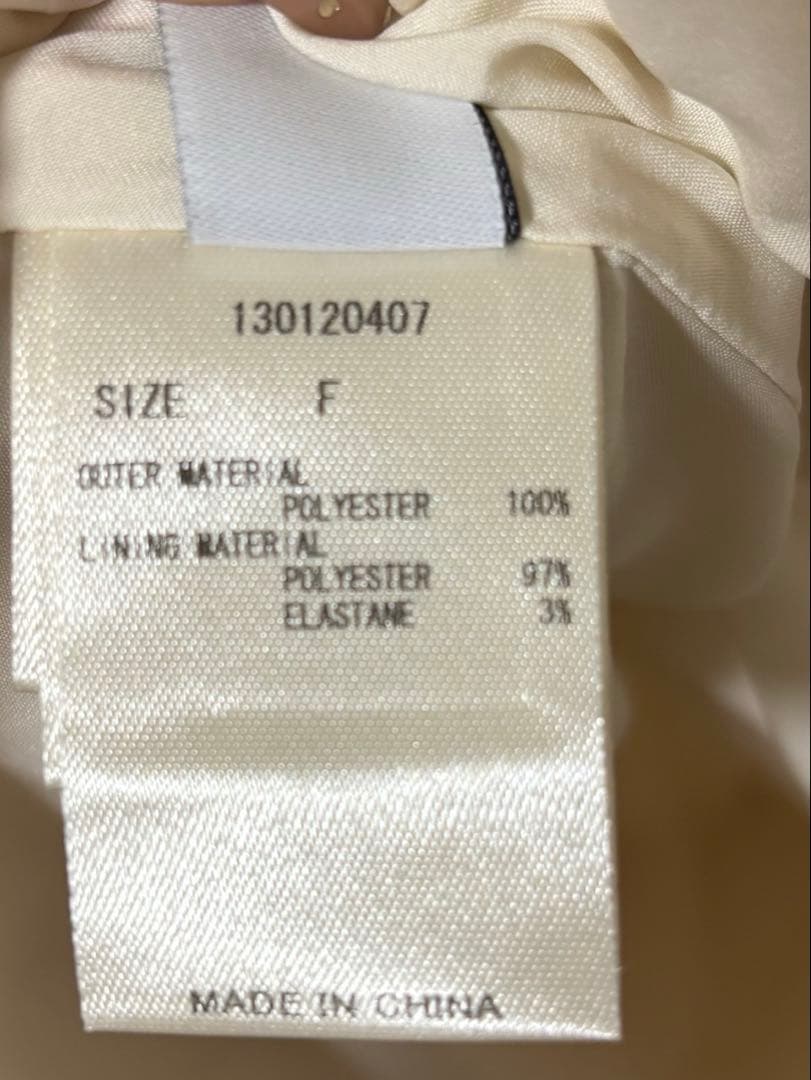 130120407
SIZE F
OUTER MATERIAL
POLYESTER 100%
LINING MATERIAL
POLYESTER 97%
ELASTANE 3%
MADE IN CHINA